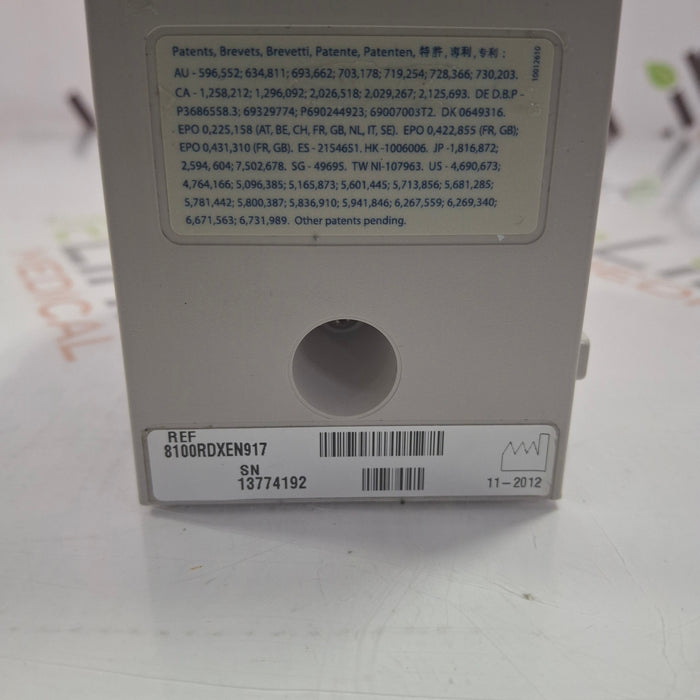 Patents, Brevets, Brevetti, Patente, Patenten, 特許, 專利, 专利 :
AU - 596,552; 634,811; 693,662; 703,178; 719,254; 728,366; 730,203.
CA - 1,258,212; 1,296,092; 2,026,518; 2,029,267; 2,125,693. DE D.B.P -
P3686558.3; 69329774; P690244923; 69007003T2. DK 0649316.
EPO 0,225,158 (AT, BE, CH, FR, GB, NL, IT, SE). EPO 0,422,855 (FR, GB);
EPO 0,431,310 (FR, GB). ES - 2154651. HK -1006006. JP -1,816,872;
2,594,604; 7,502,678. SG - 49695. TW NI-107963. US - 4,690,673;
4,764,166; 5,096,385; 5,165,873; 5,601,445; 5,713,856; 5,681,285;
5,781,442; 5,800,387; 5,836,910; 5,941,846; 6,267,559; 6,269,340;
6,671,563; 6,731,989. Other patents pending.
10012610
REF
8100RDXEN917
SN
13774192
11-2012
MEDICAL